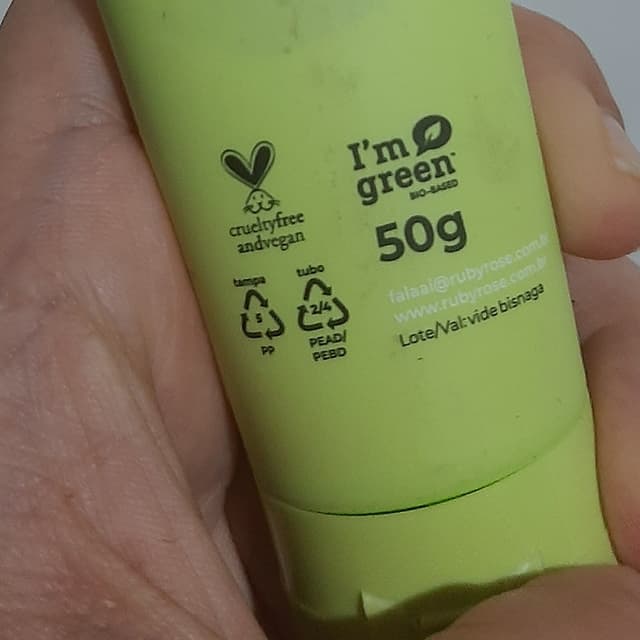 I'm
green™
BIO-BASED
crueltyfree
andvegan
50g
tampa
5
PP
tubo
2/4
PEAD/
PEBD
falaai@rubyrose.com.br
www.rubyrose.com.br
Lote/Val: vide bisnaga